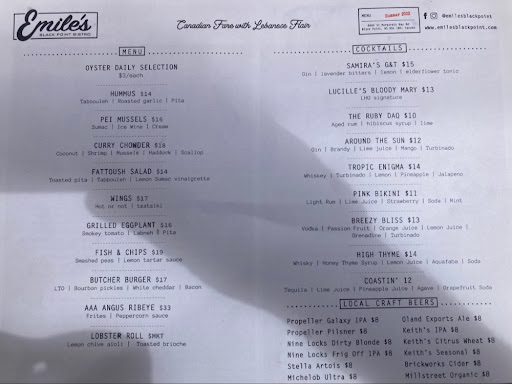 Emile's
BLACK POINT BISTRO
Canadian Fare with Lebanese Flair
MENU
Summer 2022
@emilesblackpoint
www.emilesblackpoint.com
MENU
OYSTER DAILY SELECTION
$3/each
HUMMUS $14
Tabbouleh | Roasted garlic | Pita
PEI MUSSELS $16
Sumac | Ice Wine | Cream
CURRY CHOWDER $18
Coconut | Shrimp | Mussels | Haddock | Scallop
FATTOUSH SALAD $14
Toasted pita | Tabbouleh | Lemon Sumac vinaigrette
WINGS $17
Hot or not | tzatziki
GRILLED EGGPLANT $16
Smokey tomato | Labneh | Pita
FISH & CHIPS $19
Smashed peas | Lemon tartar sauce
BUTCHER BURGER $17
LTO | Bourbon pickles | White cheddar | Bacon
AAA ANGUS RIBEYE $33
Frites | Peppercorn sauce
LOBSTER ROLL $MKT
Lemon chive aioli | Toasted brioche
COCKTAILS
SAMIRA'S G&T $15
Gin | lavender bitters | lemon | elderflower tonic
LUCILLE'S BLOODY MARY $13
LHO signature
THE RUBY DAQ $10
Aged rum | hibiscus syrup | lime
AROUND THE SUN $12
Gin | Brandy | Lime juice | Mango | Turbinado
TROPIC ENIGMA $14
Whiskey | Turbinado | Lemon | Pineapple | Jalapeno
PINK BIKINI $11
Light Rum | Lime Juice | Strawberry | Soda | Mint
BREEZY BLISS $13
Vodka | Passion Fruit | Orange Juice | Lemon Juice |
Grenadine | Turbinado
HIGH THYME $14
Whisky | Honey Thyme Syrup | Lemon Juice | Aquafaba | Soda
COASTIN' 12
Tequila | Lime Juice | Pineapple Juice | Agave | Grapefruit Soda
LOCAL CRAFT BEERS
Propeller Galaxy IPA $8
Propeller Pilsner $8
Nine Locks Dirty Blonde $8
Nine Locks Frig Off IPA $8
Stella Artois $8
Michelob Ultra $8
Oland Exports Ale $8
Keith's IPA $8
Keith's Citrus Wheat $8
Keith's Seasonal $8
Brickworks Cider $8
Millstreet Organic $8